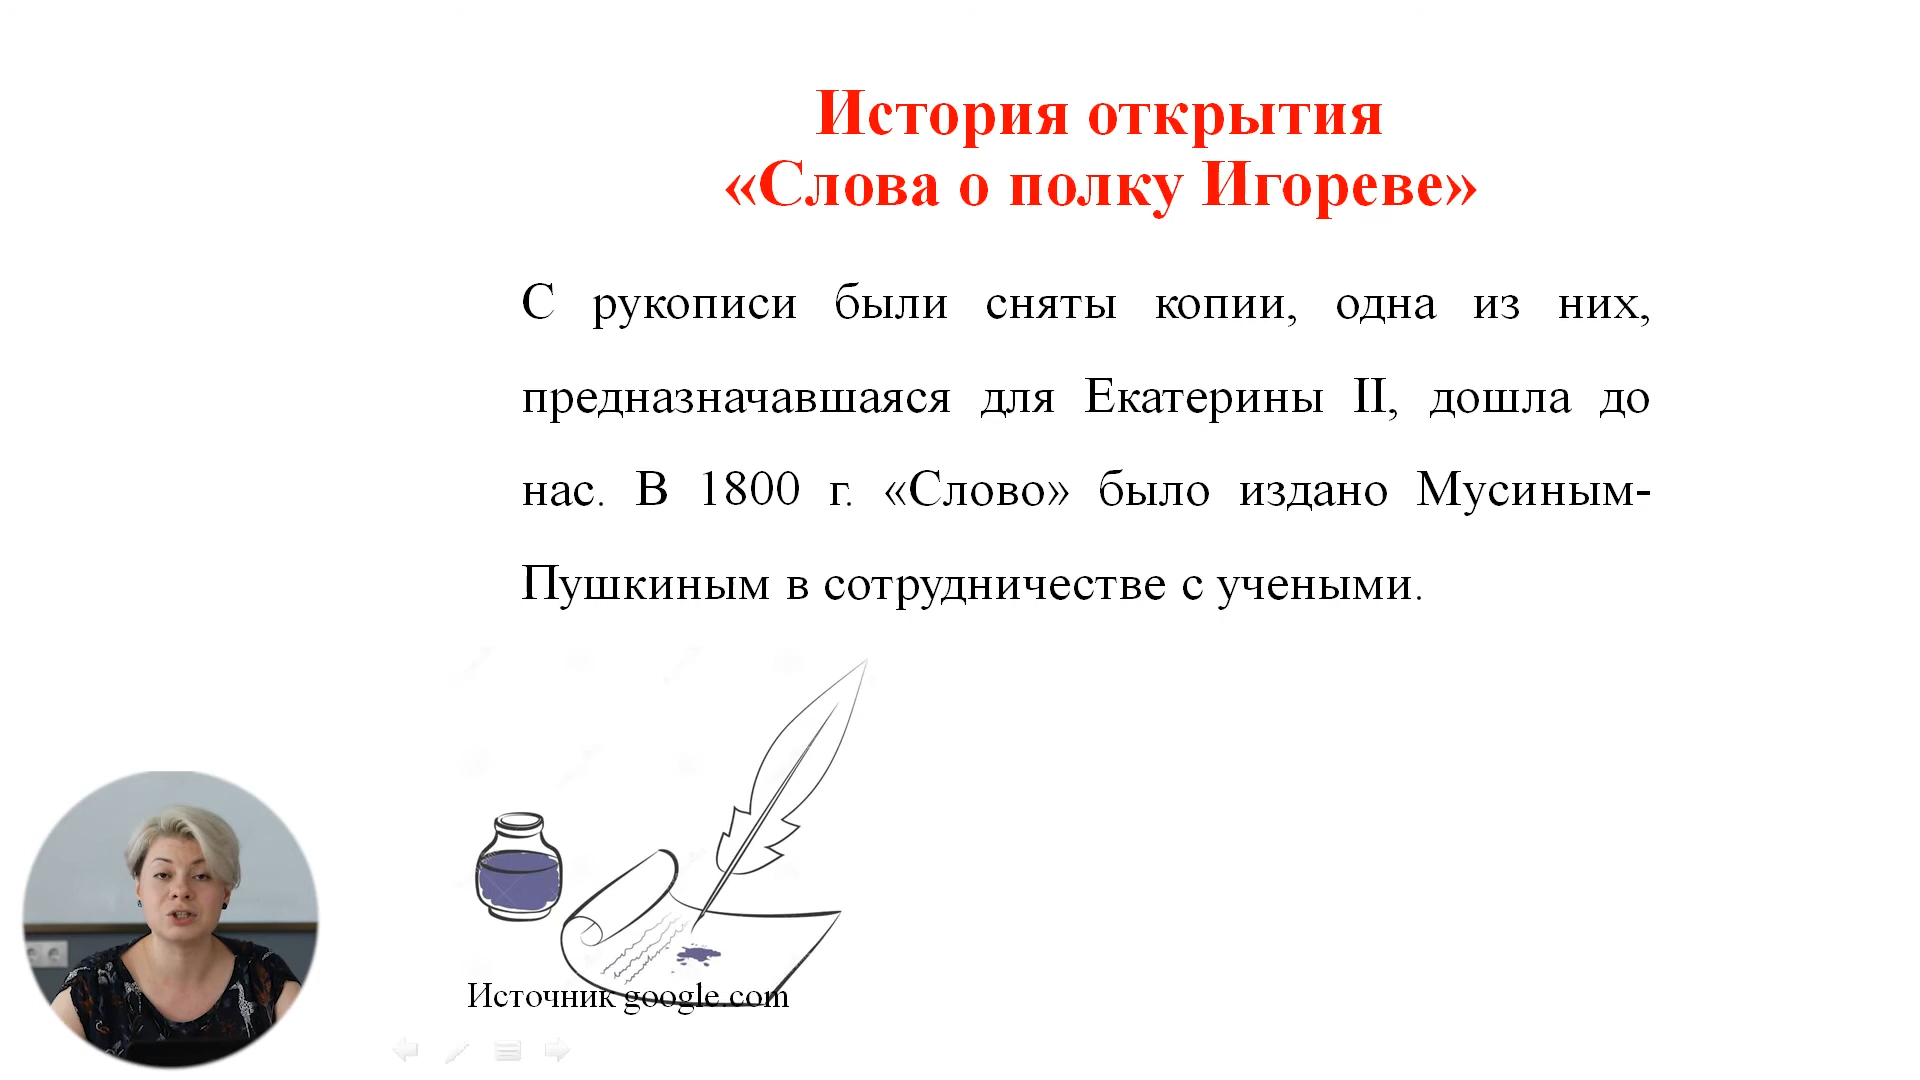 История открытия
«Слова о полку Игореве»
С рукописи были сняты копии, одна из них,
предназначавшаяся для Екатерины II, дошла до
нас. В 1800 г. «Слово» было издано Мусиным-
Пушкиным в сотрудничестве с учеными.
Источник google.com